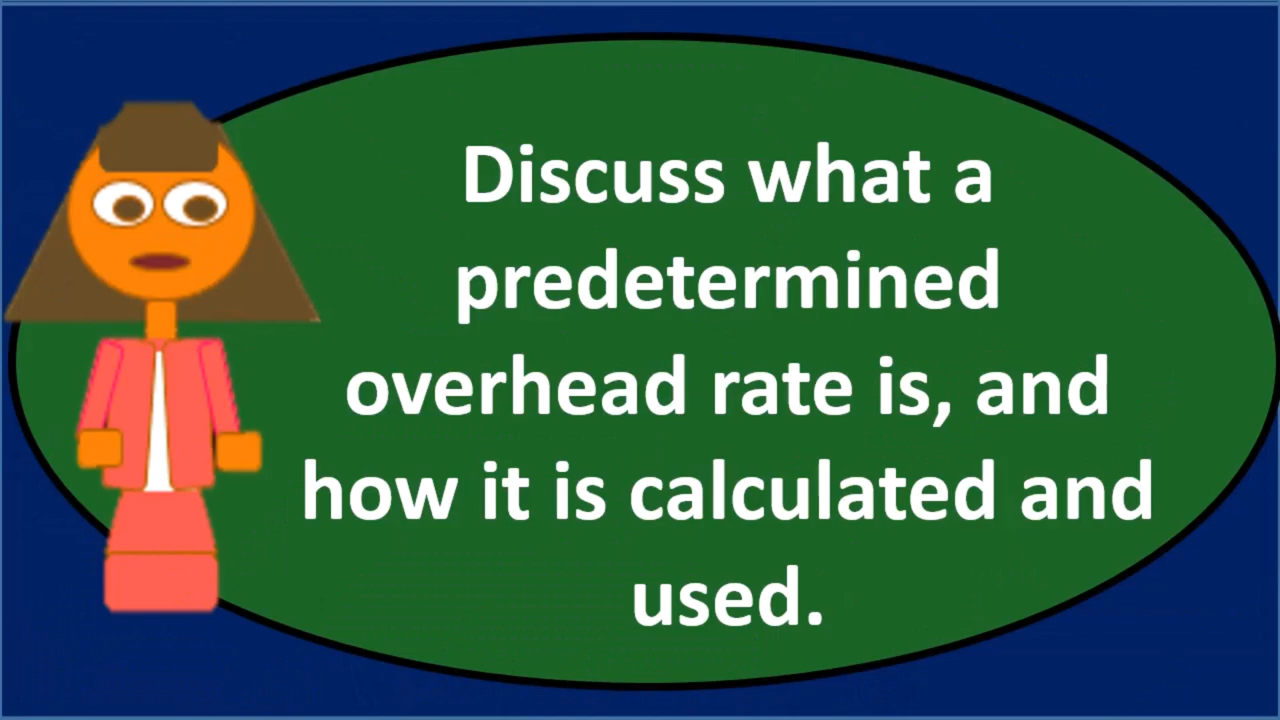 Discuss what a
predetermined
overhead rate is, and
how it is calculated and
used.